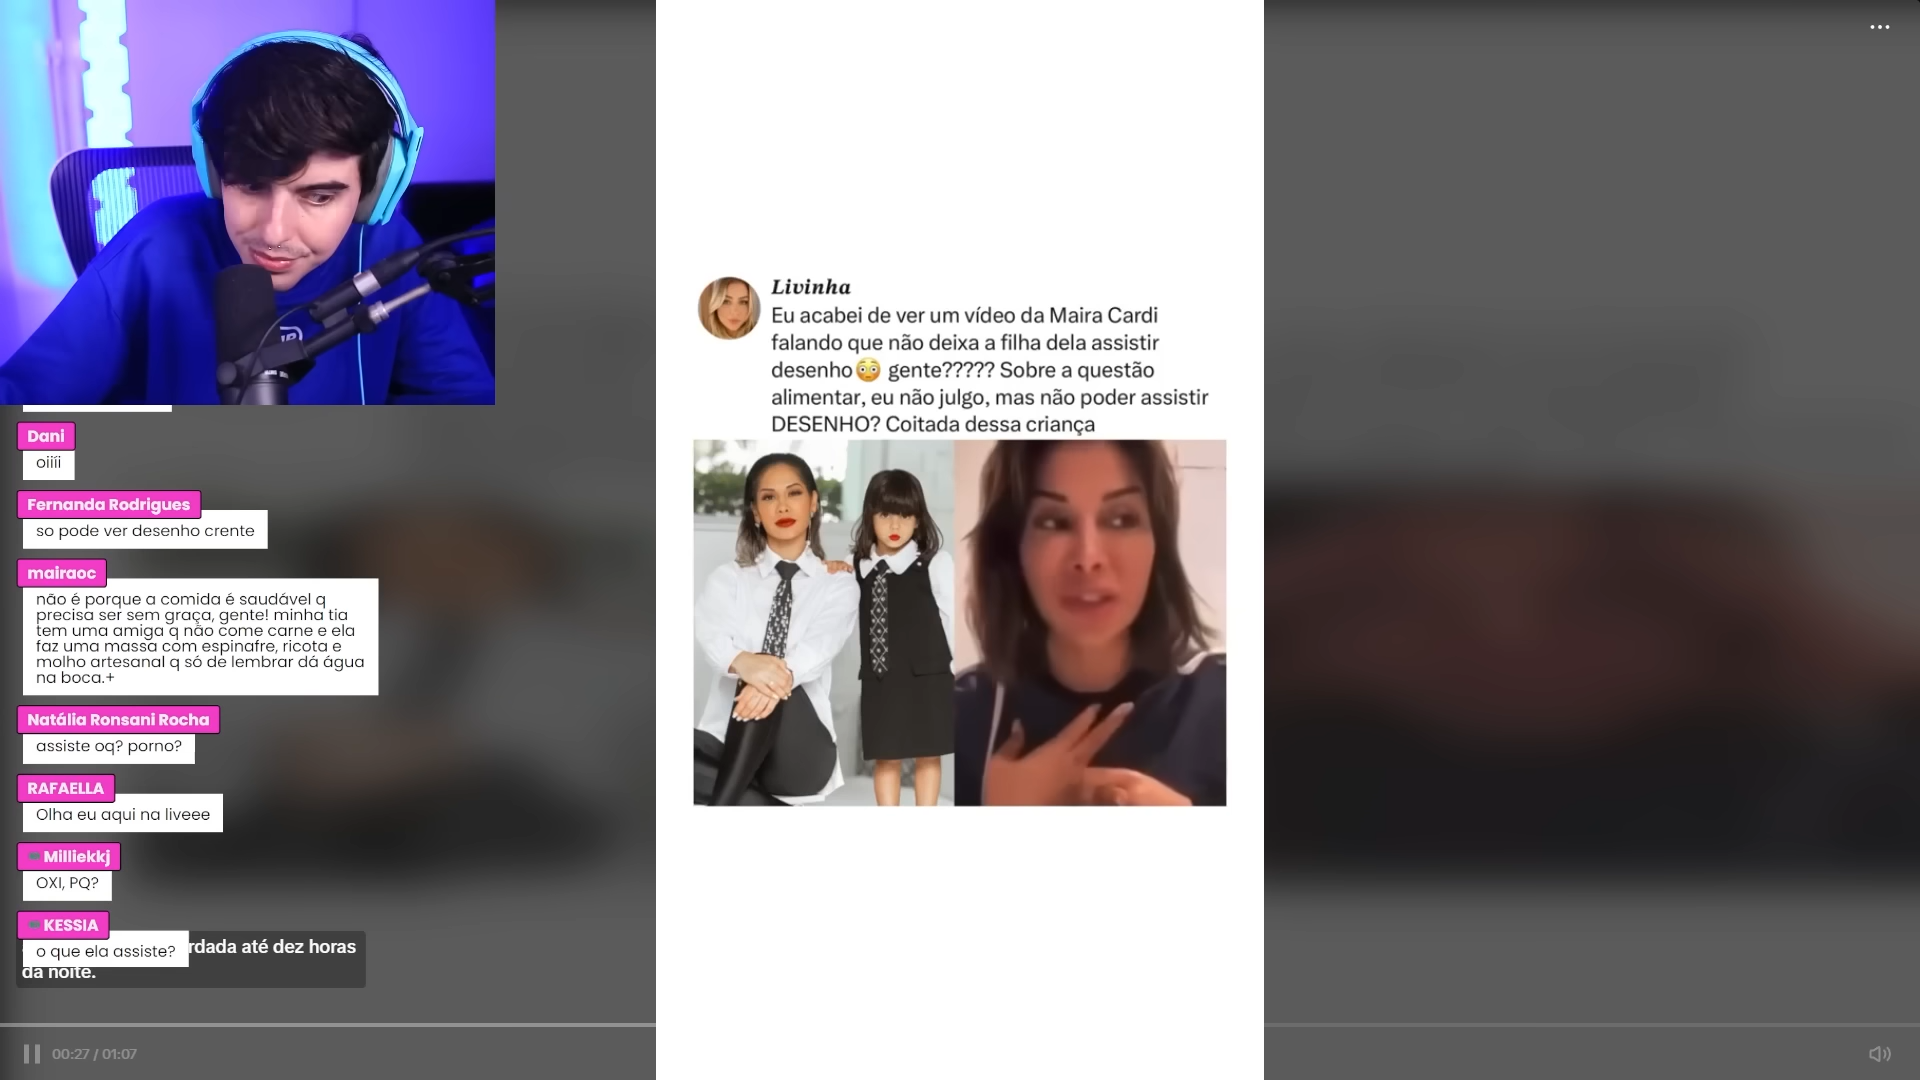 Livinha
Eu acabei de ver um vídeo da Maira Cardi
falando que não deixa a filha dela assistir
desenho😳 gente????? Sobre a questão
alimentar, eu não julgo, mas não poder assistir
DESENHO? Coitada dessa criança
Dani
oiiii
Fernanda Rodrigues
so pode ver desenho crente
mairaoc
não é porque a comida é saudável q
precisa ser sem graça, gente! minha tia
tem uma amiga q não come carne e ela
faz uma massa com espinafre, ricota e
molho artesanal q só de lembrar dá água
na boca.+
Natália Ronsani Rocha
assiste oq? porno?
RAFAELLA
Olha eu aqui na liveee
Milliekkj
OXI, PQ?
KESSIA
o que ela assiste?
rdada até dez horas
da noite.
00:27 / 01:07